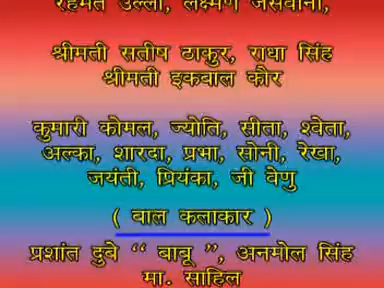 रहमत उल्ला, लक्ष्मण जसवानी,
श्रीमती सतीष ठाकुर, राधा सिंह
श्रीमती इकबाल कौर
कुमारी कोमल, ज्योति, सीता, श्वेता,
अल्का, शारदा, प्रभा, सोनी, रेखा,
जयंती, प्रियंका, जी वेणु
( बाल कलाकार )
प्रशांत दुबे ‘‘ बाबू ’’, अनमोल सिंह
मा. साहिल